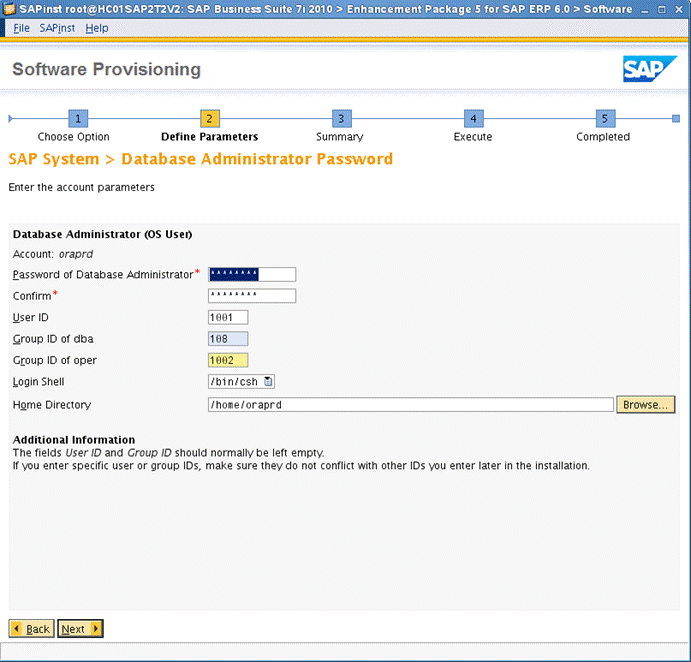 SAPinst root@HC01SAP2T2V2: SAP Business Suite 7i 2010 > Enhancement Package 5 for SAP ERP 6.0 > Software
File SAPinst Help
Software Provisioning
SAP
1 2 3 4 5
Choose Option Define Parameters Summary Execute Completed
SAP System > Database Administrator Password
Enter the account parameters
Database Administrator (OS User)
Account: oraprd
Password of Database Administrator* ********
Confirm* ********
User ID 1001
Group ID of dba 108
Group ID of oper 1002
Login Shell /bin/csh
Home Directory /home/oraprd Browse...
Additional Information
The fields User ID and Group ID should normally be left empty.
If you enter specific user or group IDs, make sure they do not conflict with other IDs you enter later in the installation.
Back Next